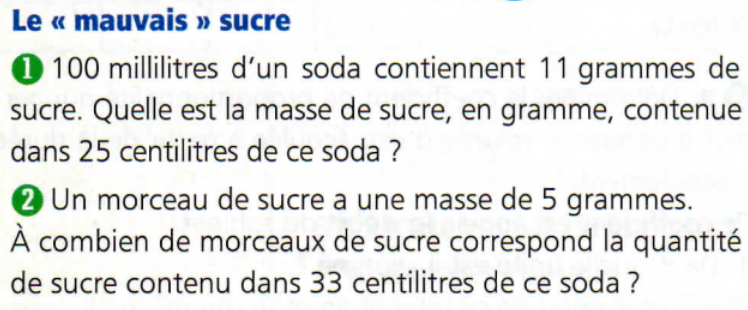 Le « mauvais » sucre
1 100 millilitres d'un soda contiennent 11 grammes de
sucre. Quelle est la masse de sucre, en gramme, contenue
dans 25 centilitres de ce soda ?
2 Un morceau de sucre a une masse de 5 grammes.
À combien de morceaux de sucre correspond la quantité
de sucre contenu dans 33 centilitres de ce soda ?